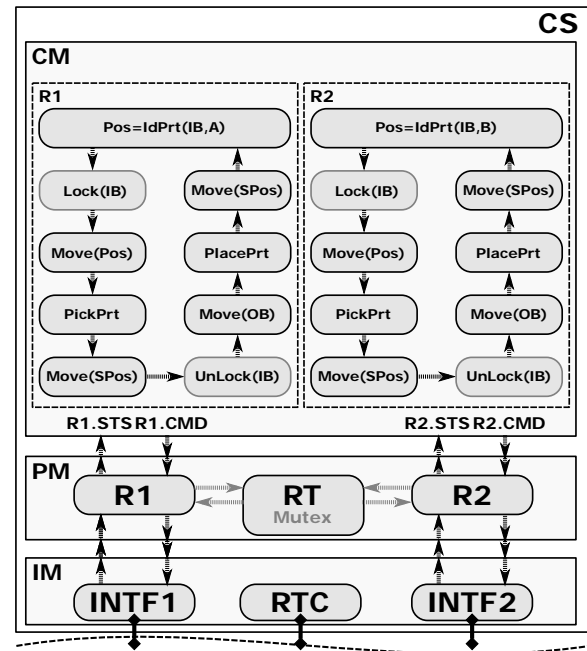 CS
CM
R1
Pos=IdPrt(IB,A)
Lock(IB)
Move(SPos)
Move(Pos)
PlacePrt
PickPrt
Move(OB)
Move(SPos)
UnLock(IB)
R2
Pos=IdPrt(IB,B)
Lock(IB)
Move(SPos)
Move(Pos)
PlacePrt
PickPrt
Move(OB)
Move(SPos)
UnLock(IB)
R1.STS R1.CMD
R2.STS R2.CMD
PM
R1
RT
Mutex
R2
IM
INTF1
RTC
INTF2